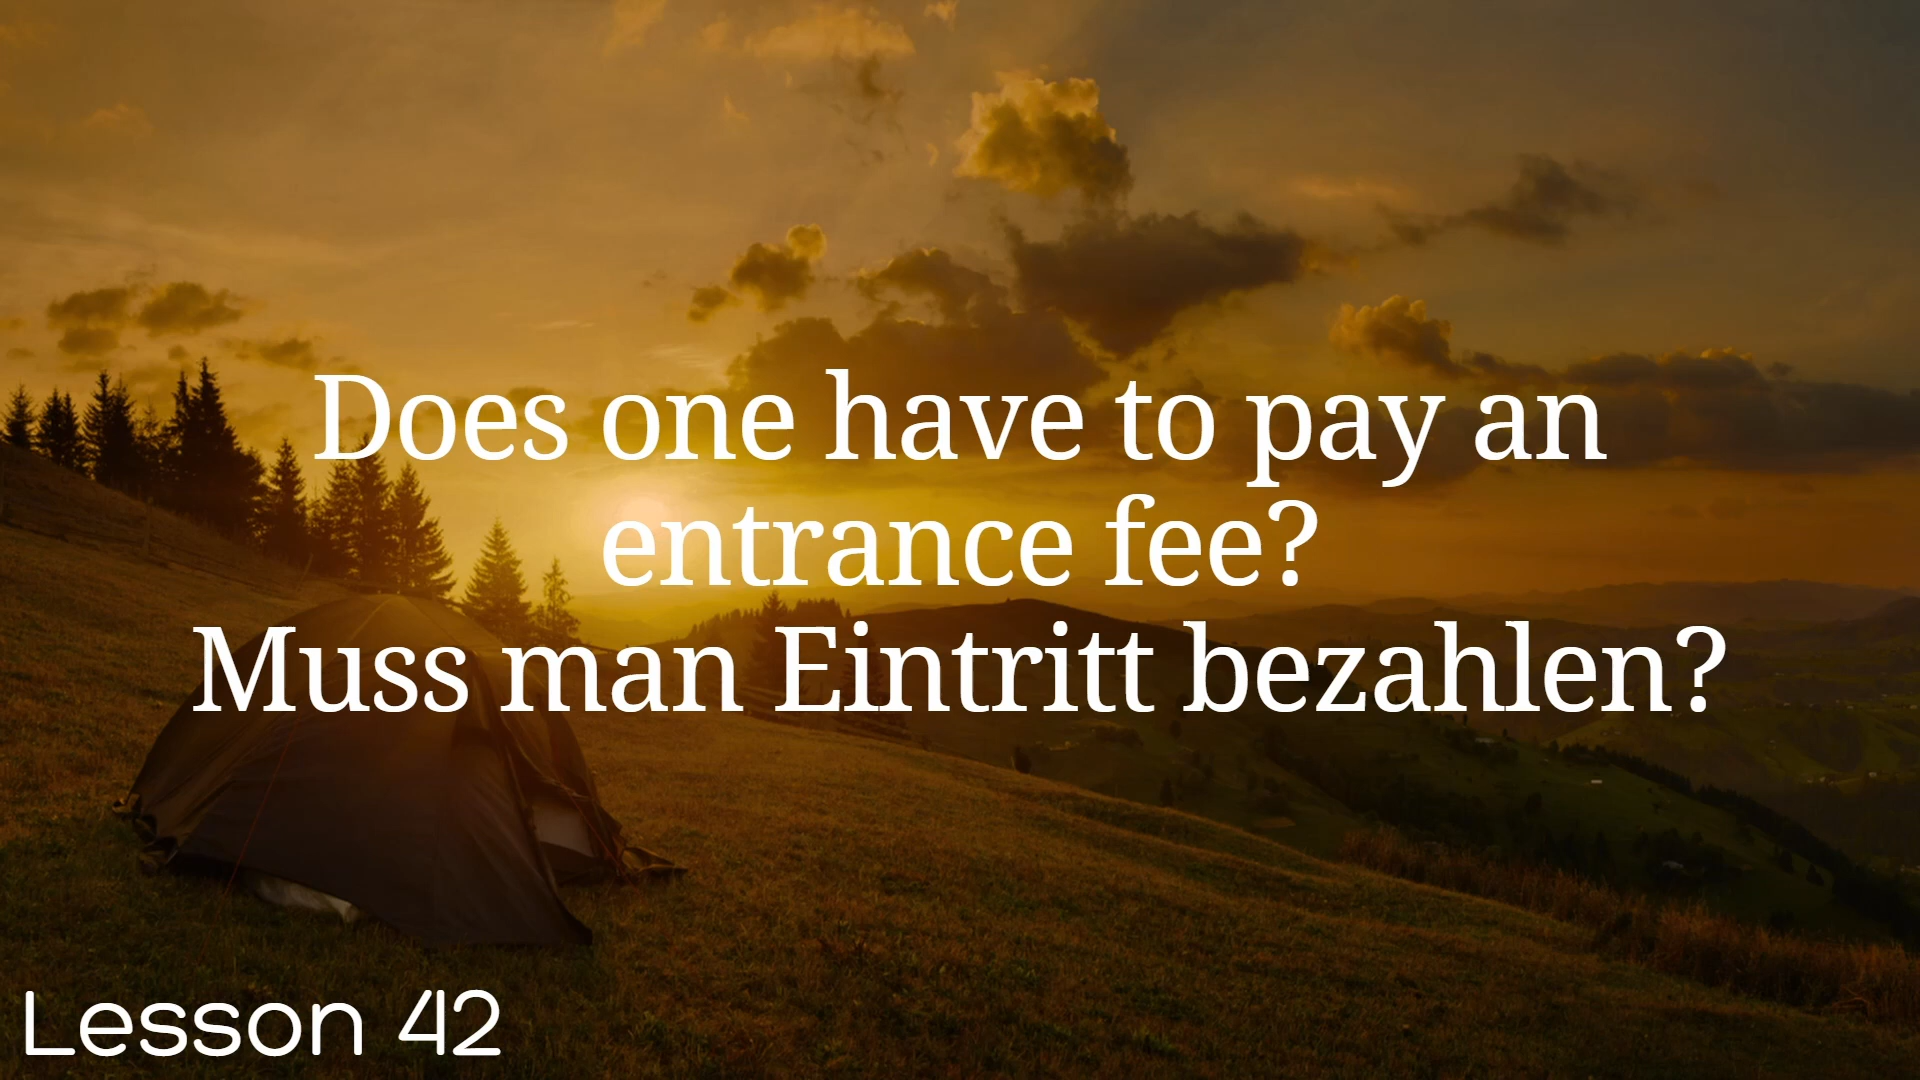 Does one have to pay an
entrance fee?
Muss man Eintritt bezahlen?
Lesson 42